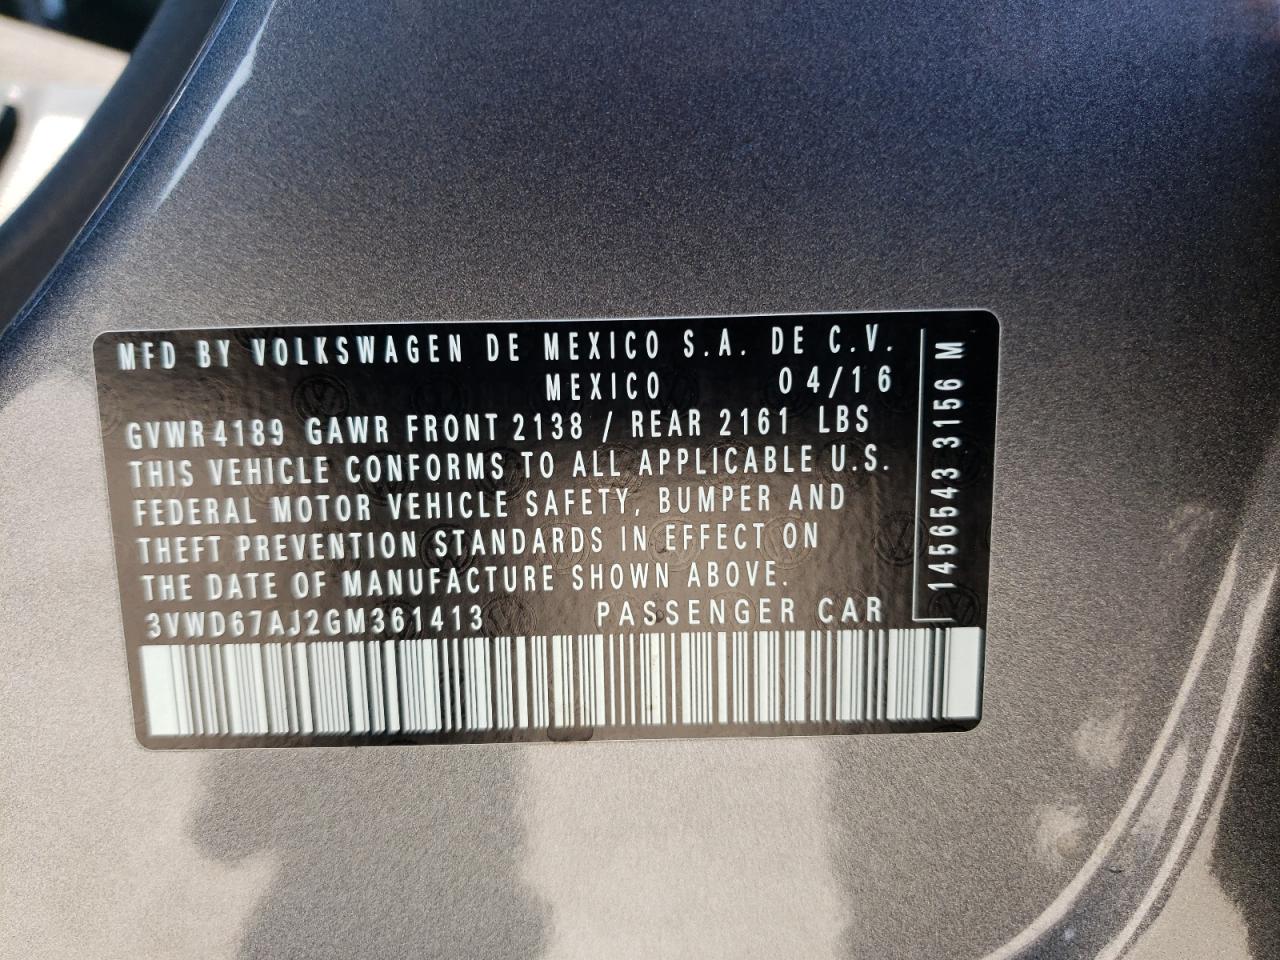 MFD BY VOLKSWAGEN DE MEXICO S.A. DE C.V.
MEXICO 04/16
GVWR 4189 GAWR FRONT 2138 / REAR 2161 LBS
THIS VEHICLE CONFORMS TO ALL APPLICABLE U.S.
FEDERAL MOTOR VEHICLE SAFETY, BUMPER AND
THEFT PREVENTION STANDARDS IN EFFECT ON
THE DATE OF MANUFACTURE SHOWN ABOVE.
3VWD67AJ2GM361413 PASSENGER CAR
1456543 3156 M